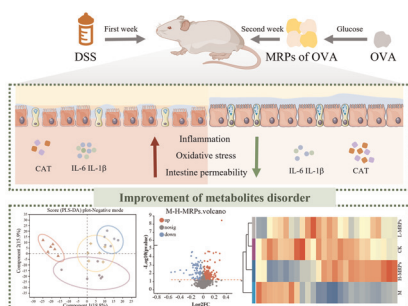 First week
Second week
Glucose
DSS
MRPs of OVA
OVA
Inflammation
Oxidative stress
Intestine permeability
CAT
IL-6 IL-1β
IL-6 IL-1β
CAT
Improvement of metabolites disorder
Score (PLS-DA) plot-Negative mode
M-H-MRPs.volcano
up
nosig
down
-Log10(pvalue)
Log2FC
L-MRPs
CK
H-MRPs
M